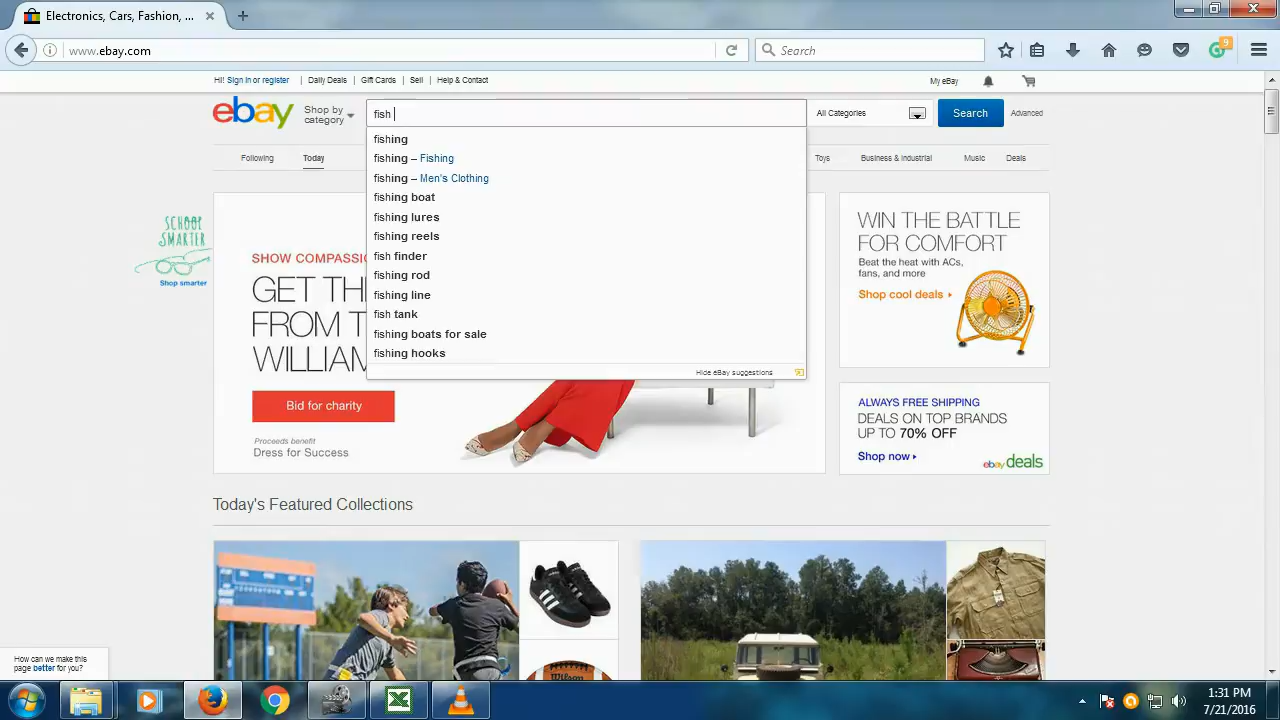 Electronics, Cars, Fashion, ...
www.ebay.com
Search
9
Hi! Sign in or register
Daily Deals
Gift Cards
Sell
Help & Contact
My eBay
ebay
Shop by
category
fish
All Categories
Search
Advanced
Following
Today
Toys
Business & Industrial
Music
Deals
fishing
fishing – Fishing
fishing – Men's Clothing
fishing boat
fishing lures
fishing reels
fish finder
fishing rod
fishing line
fish tank
fishing boats for sale
fishing hooks
Hide eBay suggestions
SCHOOL
SMARTER
Shop smarter
SHOW COMPASSI
GET TH
FROM T
WILLIAM
Bid for charity
Proceeds benefit
Dress for Success
WIN THE BATTLE
FOR COMFORT
Beat the heat with ACs,
fans, and more
Shop cool deals
ALWAYS FREE SHIPPING
DEALS ON TOP BRANDS
UP TO 70% OFF
Shop now
ebay deals
Today's Featured Collections
Wilson
How can we make this
page better for you?
1:31 PM
7/21/2016